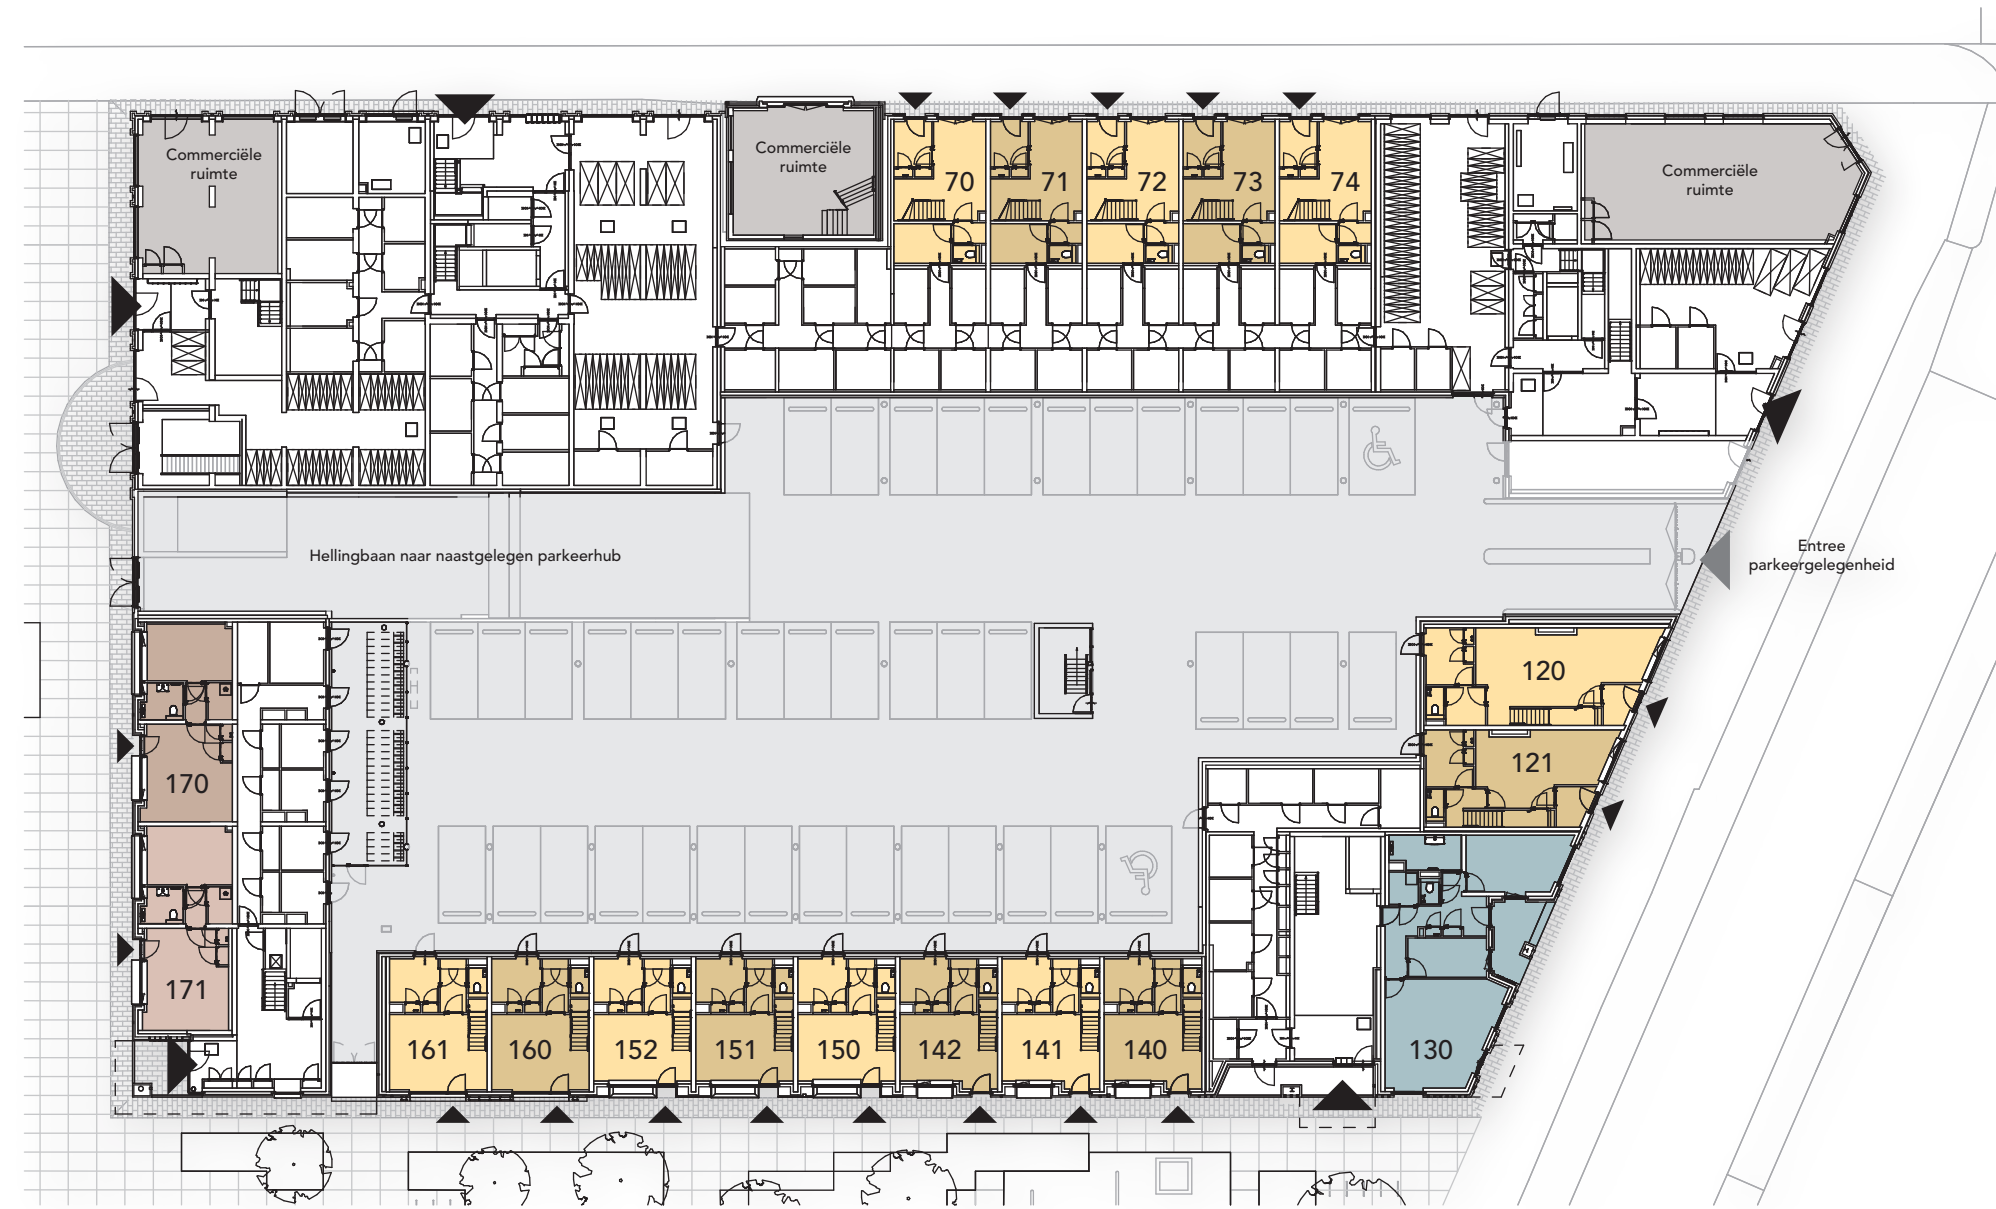 Commerciële
ruimte
Commerciële
ruimte
70
71
72
73
74
Commerciële
ruimte
Hellingbaan naar naastgelegen parkeerhub
Entree
parkeergelegenheid
120
121
170
171
161
160
152
151
150
142
141
140
130